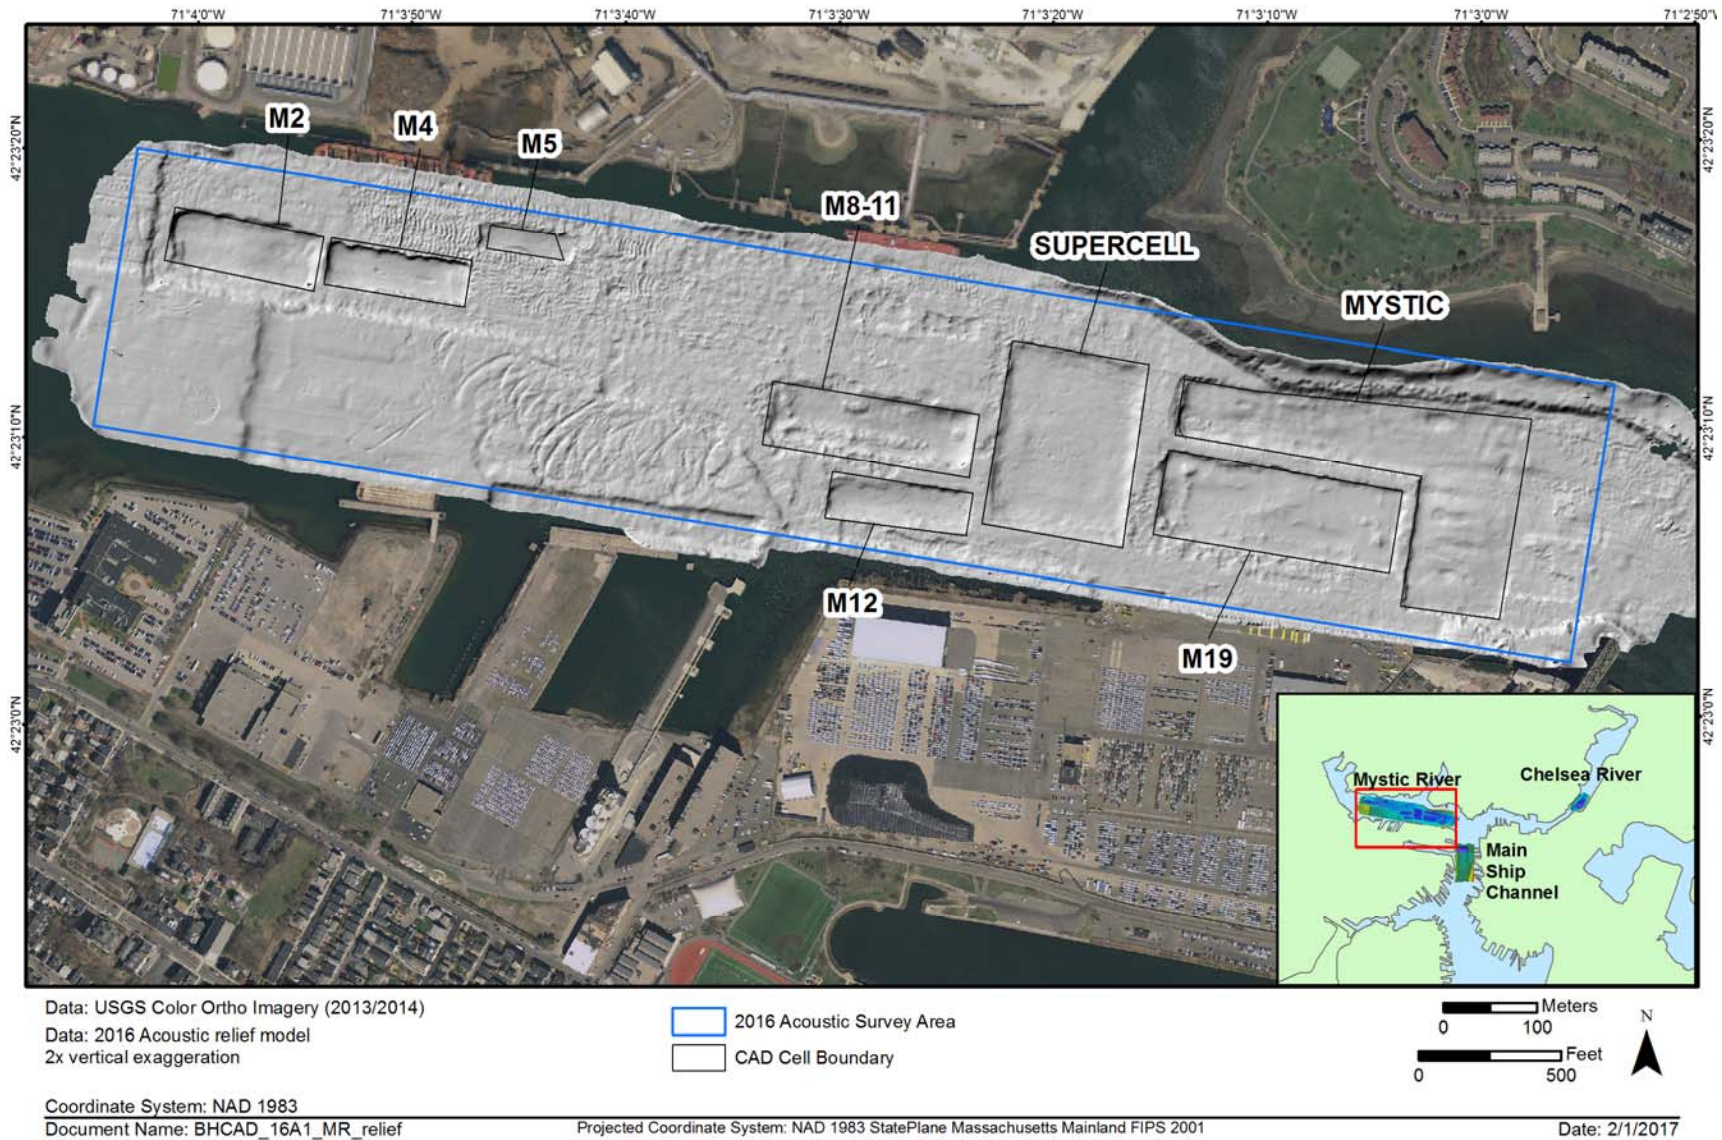 71°4'0"W 71°3'50"W 71°3'40"W 71°3'30"W 71°3'20"W 71°3'10"W 71°3'0"W 71°2'50"W
42°23'20"N
42°23'20"N
M2
M4
M5
M8-11
SUPERCELL
MYSTIC
42°23'10"N
42°23'10"N
M12
M19
42°23'0"N
42°23'0"N
Mystic River
Chelsea River
Main
Ship
Channel
Data: USGS Color Ortho Imagery (2013/2014)
Data: 2016 Acoustic relief model
2x vertical exaggeration
2016 Acoustic Survey Area
CAD Cell Boundary
Meters
0 100
Feet
0 500
N
Coordinate System: NAD 1983
Document Name: BHCAD_16A1_MR_relief
Projected Coordinate System: NAD 1983 StatePlane Massachusetts Mainland FIPS 2001
Date: 2/1/2017